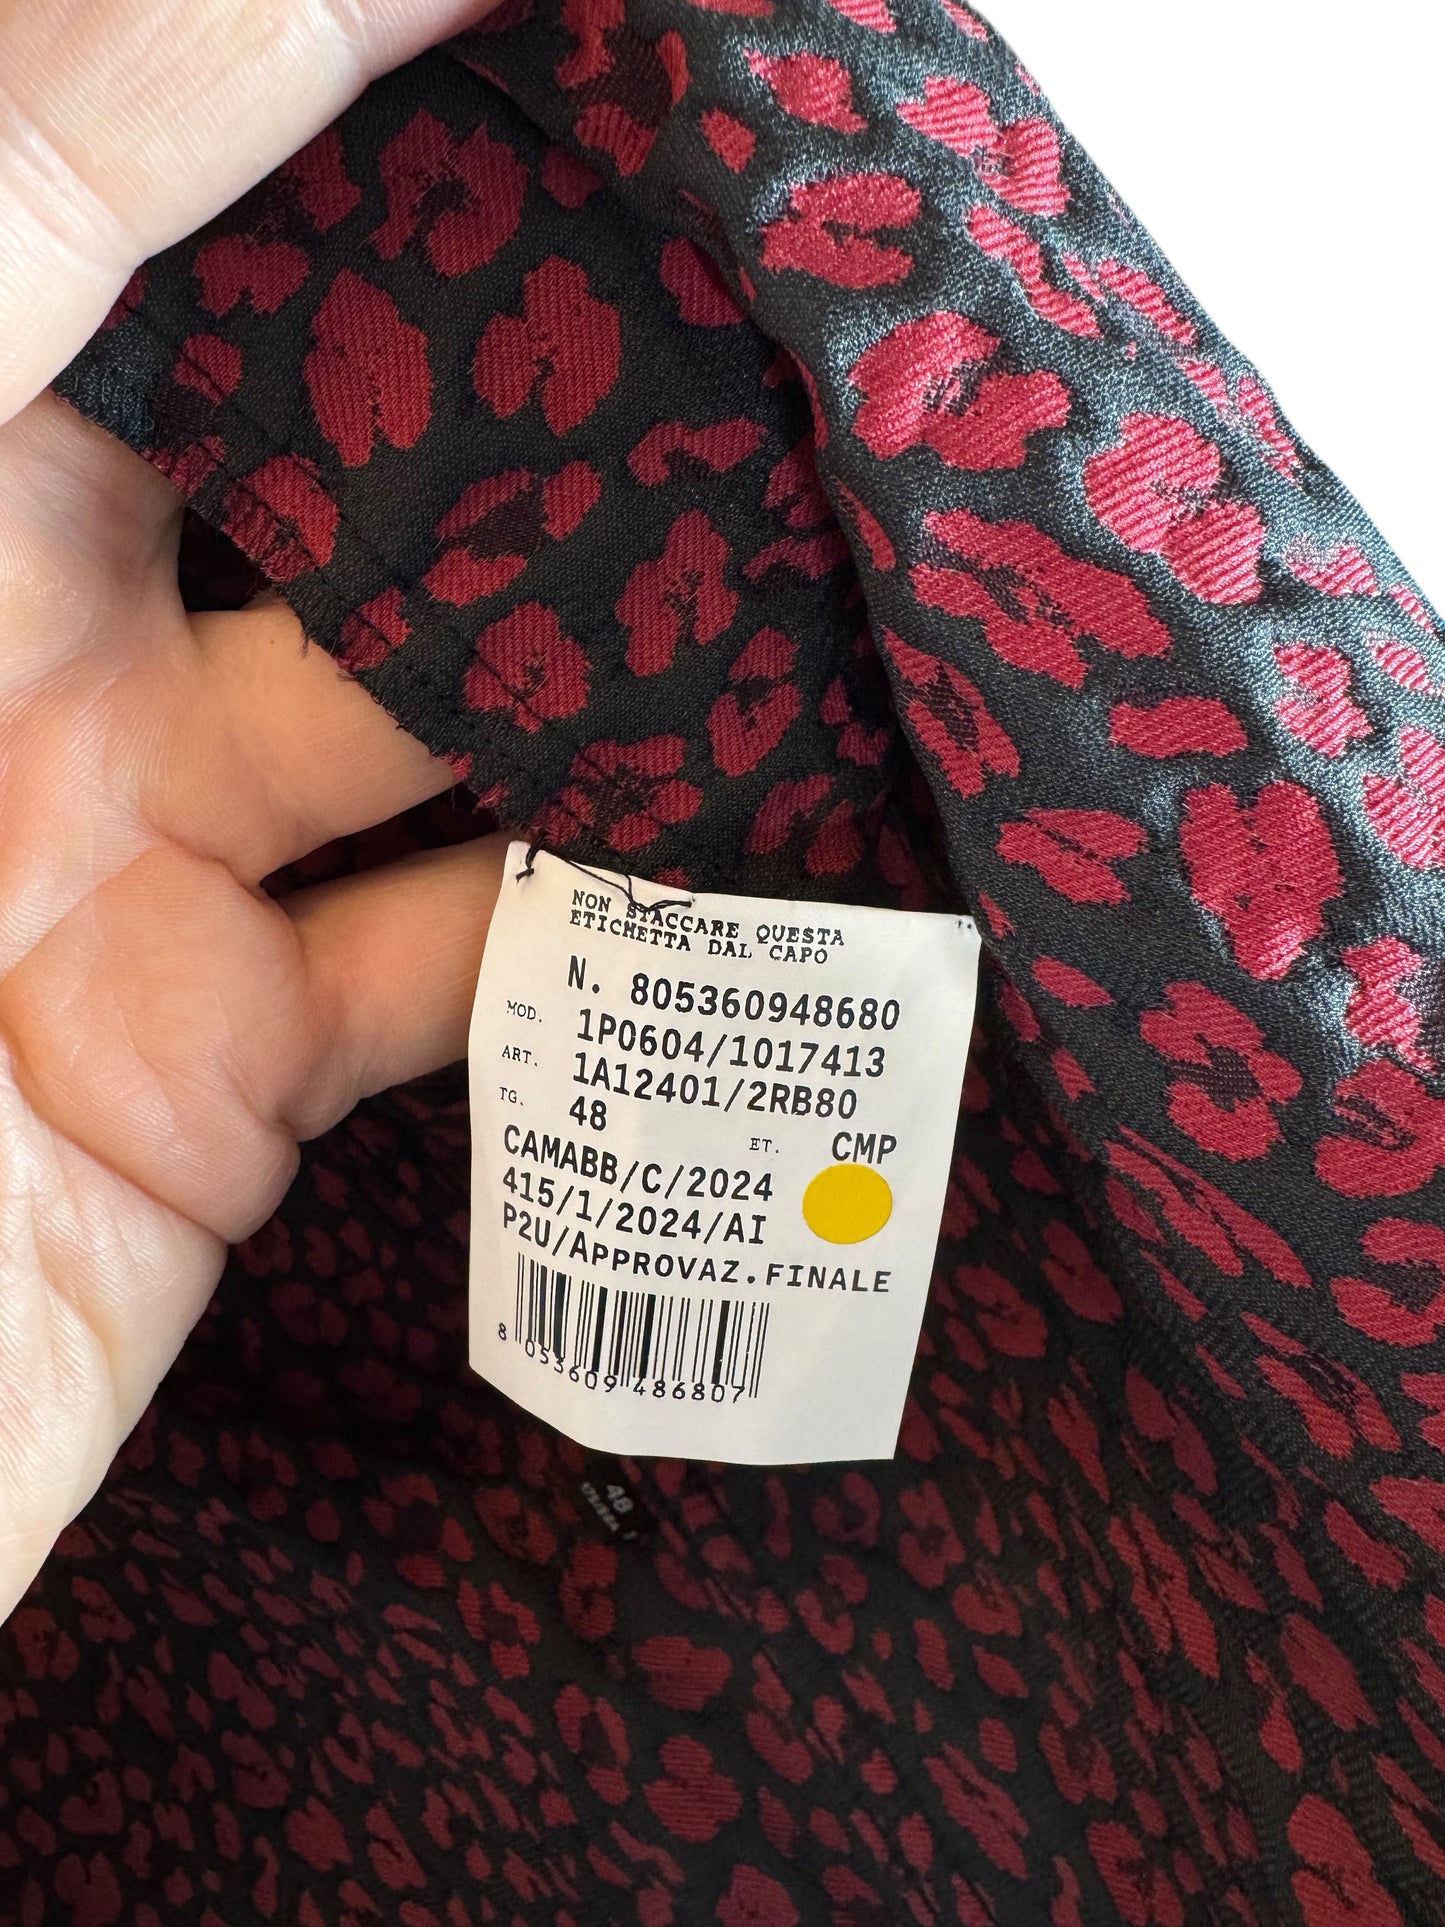 NON STACCARE QUESTA
ETICHETTA DAL CAPO
N. 805360948680
MOD. 1P0604/1017413
ART. 1A12401/2RB80
TG. 48
ET. CMP
CAMABB/C/2024
415/1/2024/AI
P2U/APPROVAZ.FINALE
8 053609 486807
48